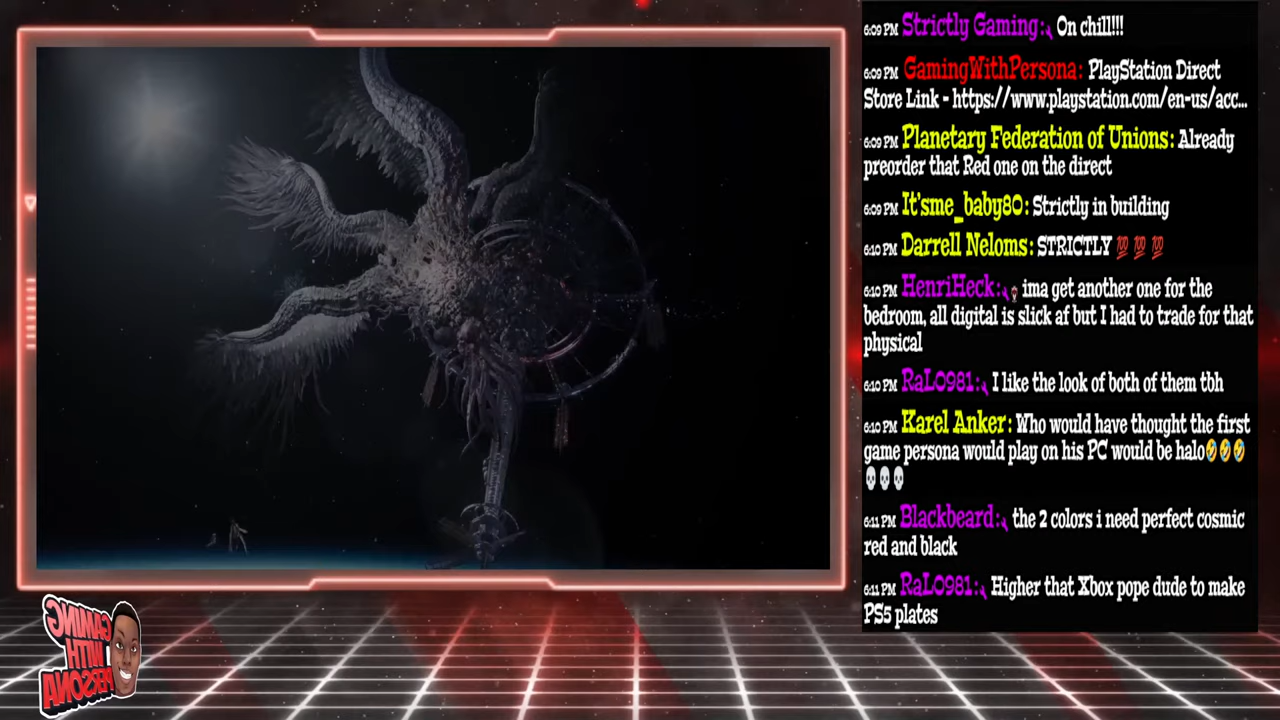 6:09 PM Strictly Gaming: On chill!!!
6:09 PM GamingWithPersona: PlayStation Direct
Store Link - https://www.playstation.com/en-us/acc...
6:09 PM Planetary Federation of Unions: Already
preorder that Red one on the direct
6:09 PM It'sme_baby80: Strictly in building
6:10 PM Darrell Neloms: STRICTLY 💯 💯 💯
6:10 PM HenriHeck: ima get another one for the
bedroom, all digital is slick af but I had to trade for that
physical
6:10 PM RaLO981: I like the look of both of them tbh
6:10 PM Karel Anker: Who would have thought the first
game persona would play on his PC would be halo🤣🤣🤣
💀💀💀
6:11 PM Blackbeard: the 2 colors i need perfect cosmic
red and black
6:11 PM RaLO981: Higher that Xbox pope dude to make
PS5 plates
GAMING
WITH
PERSONA